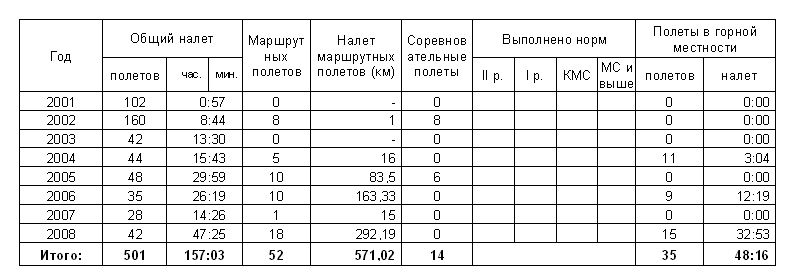 Год Общий налет Маршрутных полетов Налет маршрутных полетов (км) Соревновательные полеты Выполнено норм Полеты в горной местности
полетов час. мин. II р. I р. КМС МС и выше полетов налет
2001 102 0:57 0 - 0 0 0:00
2002 160 8:44 8 1 8 0 0:00
2003 42 13:30 0 - 0 0 0:00
2004 44 15:43 5 16 0 11 3:04
2005 48 29:59 10 83,5 6 0 0:00
2006 35 26:19 10 163,33 0 9 12:19
2007 28 14:26 1 15 0 0 0:00
2008 42 47:25 18 292,19 0 15 32:53
Итого: 501 157:03 52 571,02 14 35 48:16